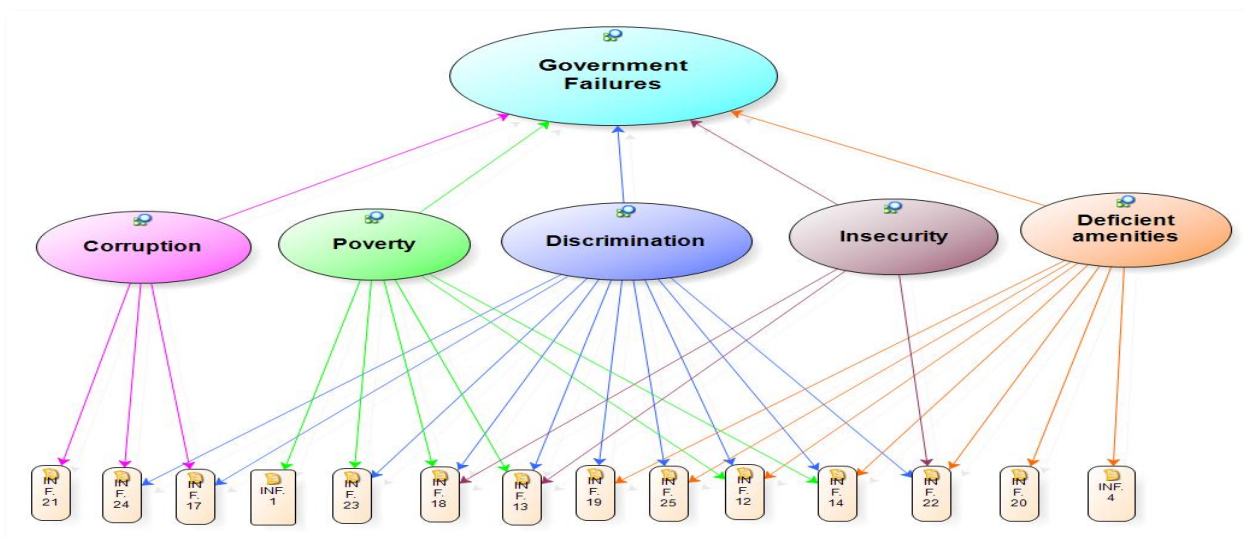 Government
Failures
Corruption
Poverty
Discrimination
Insecurity
Deficient
amenities
IN
F.
21
IN
F.
24
IN
F.
17
INF.
1
IN
F.
23
IN
F.
18
IN
F.
13
IN
F.
19
IN
F.
25
IN
F.
12
IN
F.
14
IN
F.
22
IN
F.
20
INF.
4